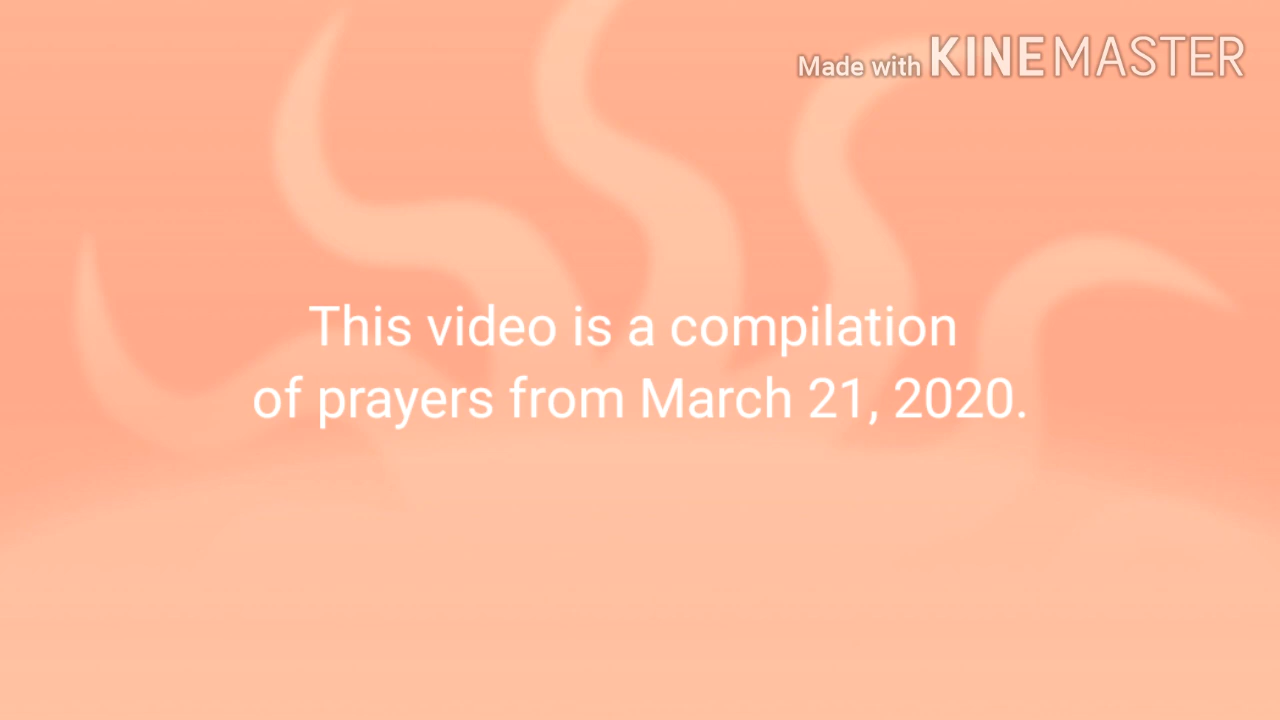 Made with KINEMASTER
This video is a compilation
of prayers from March 21, 2020.